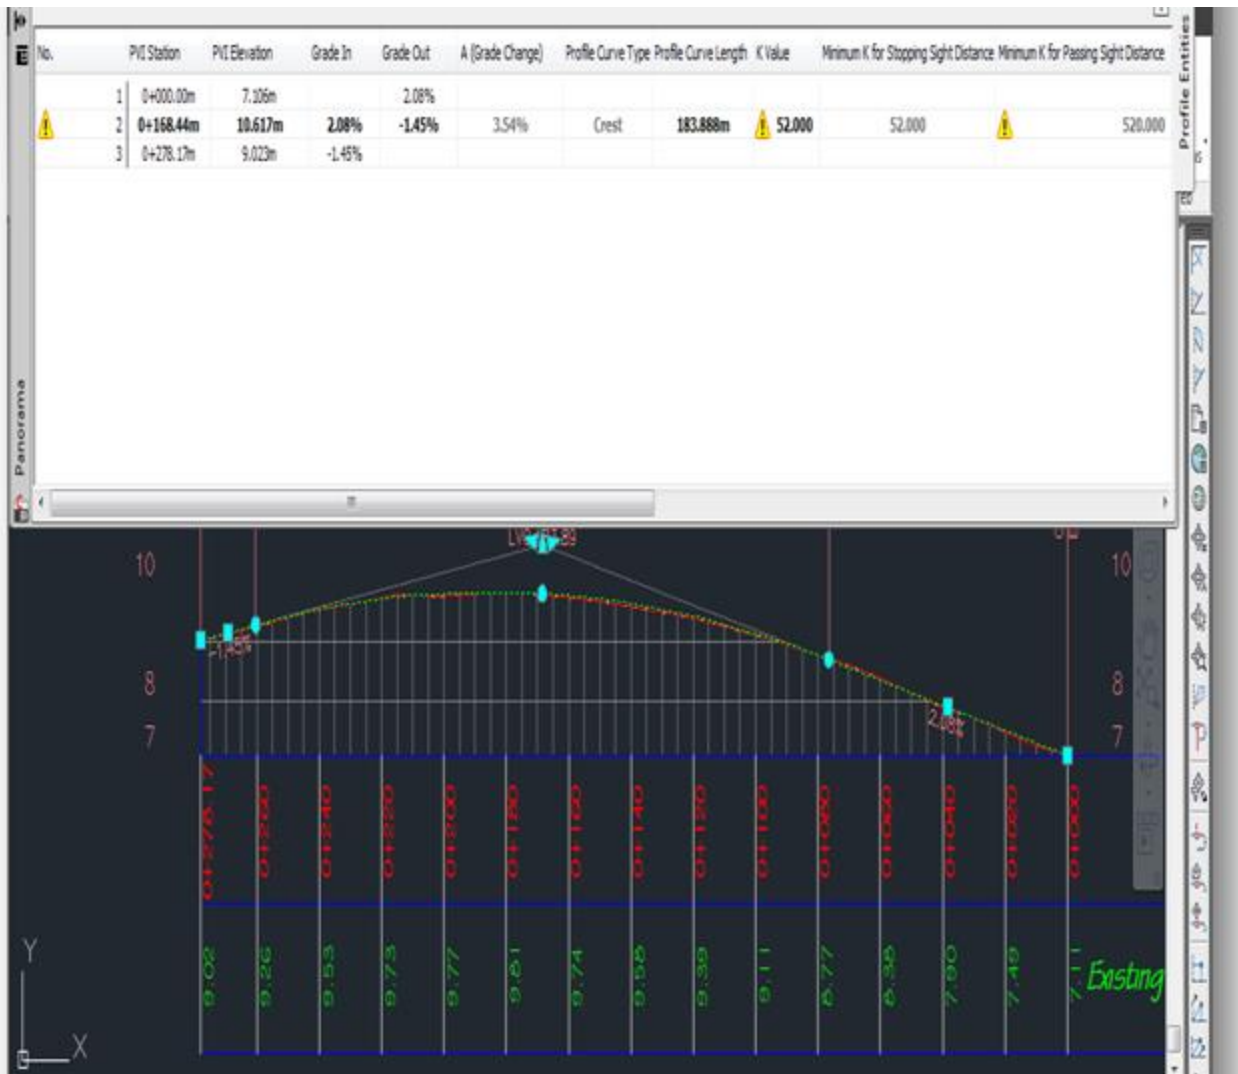 No. PVI Station PVI Elevation Grade In Grade Out A (Grade Change) Profile Curve Type Profile Curve Length K Value Minimum K for Stopping Sight Distance Minimum K for Passing Sight Distance
1 0+000.00m 7.106m 2.08%
2 0+168.44m 10.617m 2.08% -1.45% 3.54% Crest 183.888m 52.000 52.000 520.000
3 0+278.17m 9.023m -1.45%
Profile Entities
Panorama
10 10
-1.45%
8 8
2.08%
7 7
0+278.17 0+260 0+240 0+220 0+200 0+180 0+160 0+140 0+120 0+100 0+080 0+060 0+040 0+020 0+000
9.02 9.26 9.53 9.73 9.77 9.81 9.74 9.58 9.39 9.11 8.77 8.38 7.90 7.49 7.11
Existing
Y
X